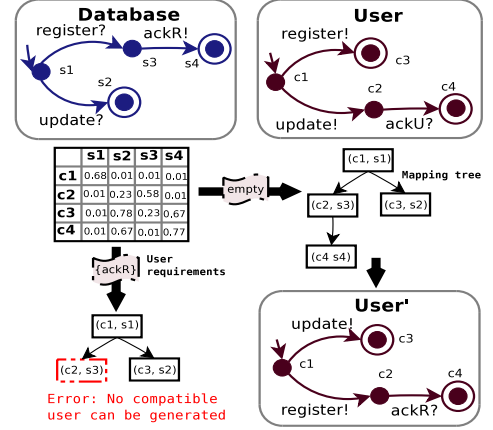 Database
register?
ackR!
s1
s3
s4
s2
update?
User
register!
c3
c1
c4
c2
update!
ackU?
s1 s2 s3 s4
c1 0.68 0.01 0.01 0.01
c2 0.01 0.23 0.58 0.01
c3 0.01 0.78 0.23 0.67
c4 0.01 0.67 0.01 0.77
empty
(c1, s1)
Mapping tree
(c2, s3)
(c3, s2)
(c4 s4)
{ackR}
User
requirements
(c1, s1)
(c2, s3)
(c3, s2)
Error: No compatible
user can be generated
User'
update!
c3
c1
c2
c4
register!
ackR?